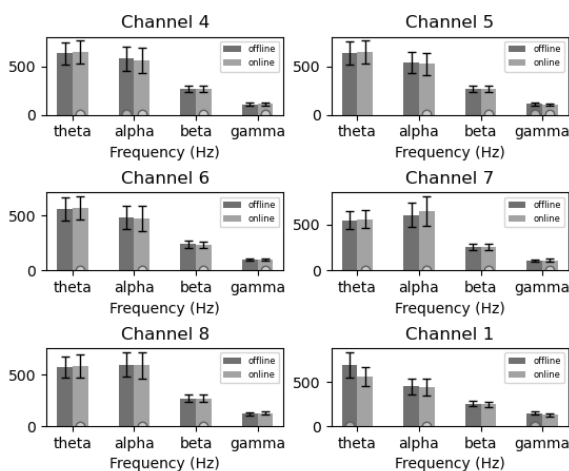 Channel 4
Channel 5
500
0
offline
online
theta alpha beta gamma
Frequency (Hz)
500
0
offline
online
theta alpha beta gamma
Frequency (Hz)
Channel 6
Channel 7
500
0
offline
online
theta alpha beta gamma
Frequency (Hz)
500
0
offline
online
theta alpha beta gamma
Frequency (Hz)
Channel 8
Channel 1
500
0
offline
online
theta alpha beta gamma
Frequency (Hz)
500
0
offline
online
theta alpha beta gamma
Frequency (Hz)